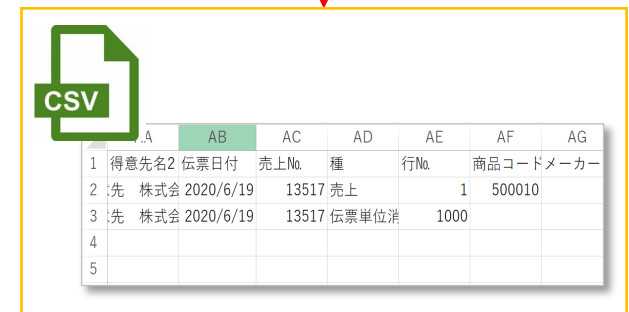 CSV
AA AB AC AD AE AF AG
1 得意先名2 伝票日付 売上No. 種 行No. 商品コード メーカー
2 先 株式会 2020/6/19 13517 売上 1 500010
3 先 株式会 2020/6/19 13517 伝票単位消 1000
4
5